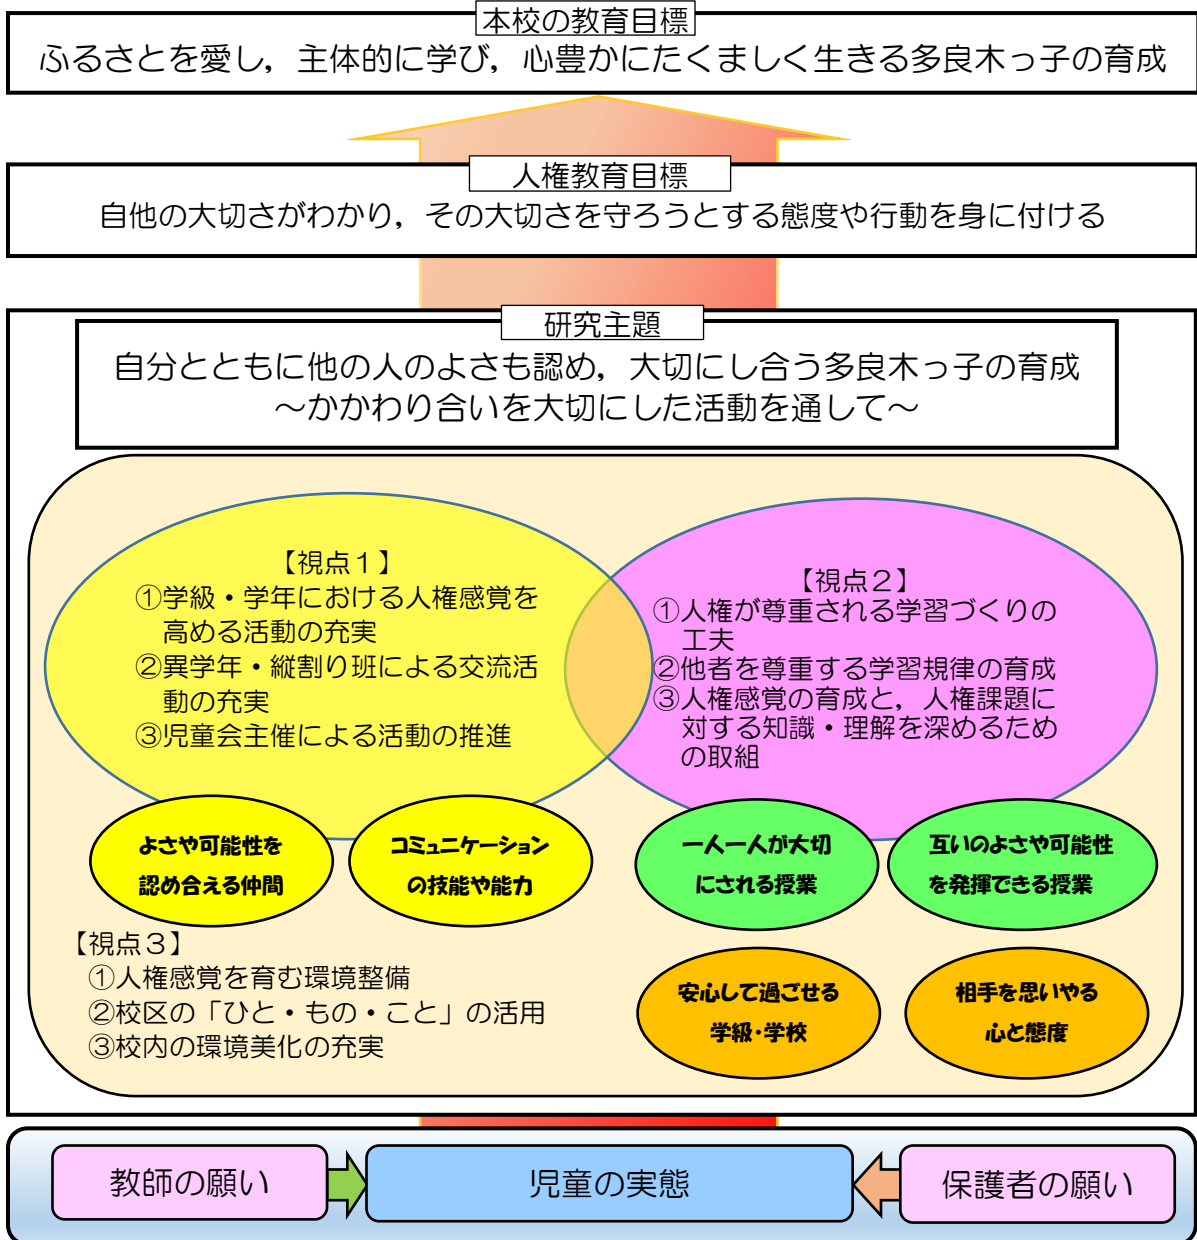 本校の教育目標
ふるさとを愛し，主体的に学び，心豊かにたくましく生きる多良木っ子の育成
人権教育目標
自他の大切さがわかり，その大切さを守ろうとする態度や行動を身に付ける
研究主題
自分とともに他の人のよさも認め，大切にし合う多良木っ子の育成
～かかわり合いを大切にした活動を通して～
【視点１】
①学級・学年における人権感覚を
高める活動の充実
②異学年・縦割り班による交流活
動の充実
③児童会主催による活動の推進
【視点２】
①人権が尊重される学習づくりの
工夫
②他者を尊重する学習規律の育成
③人権感覚の育成と，人権課題に
対する知識・理解を深めるため
の取組
よさや可能性を
認め合える仲間
コミュニケーション
の技能や能力
一人一人が大切
にされる授業
互いのよさや可能性
を発揮できる授業
【視点３】
①人権感覚を育む環境整備
②校区の「ひと・もの・こと」の活用
③校内の環境美化の充実
安心して過ごせる
学級・学校
相手を思いやる
心と態度
教師の願い
児童の実態
保護者の願い